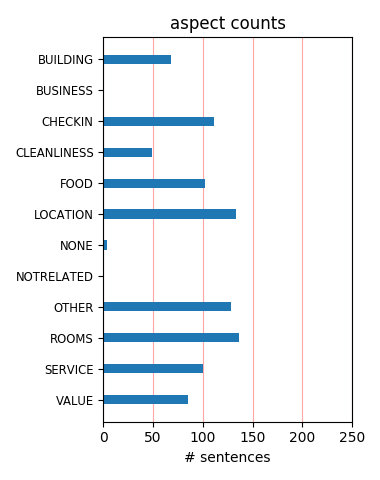 aspect counts
BUILDING
BUSINESS
CHECKIN
CLEANLINESS
FOOD
LOCATION
NONE
NOTRELATED
OTHER
ROOMS
SERVICE
VALUE
0 50 100 150 200 250
# sentences